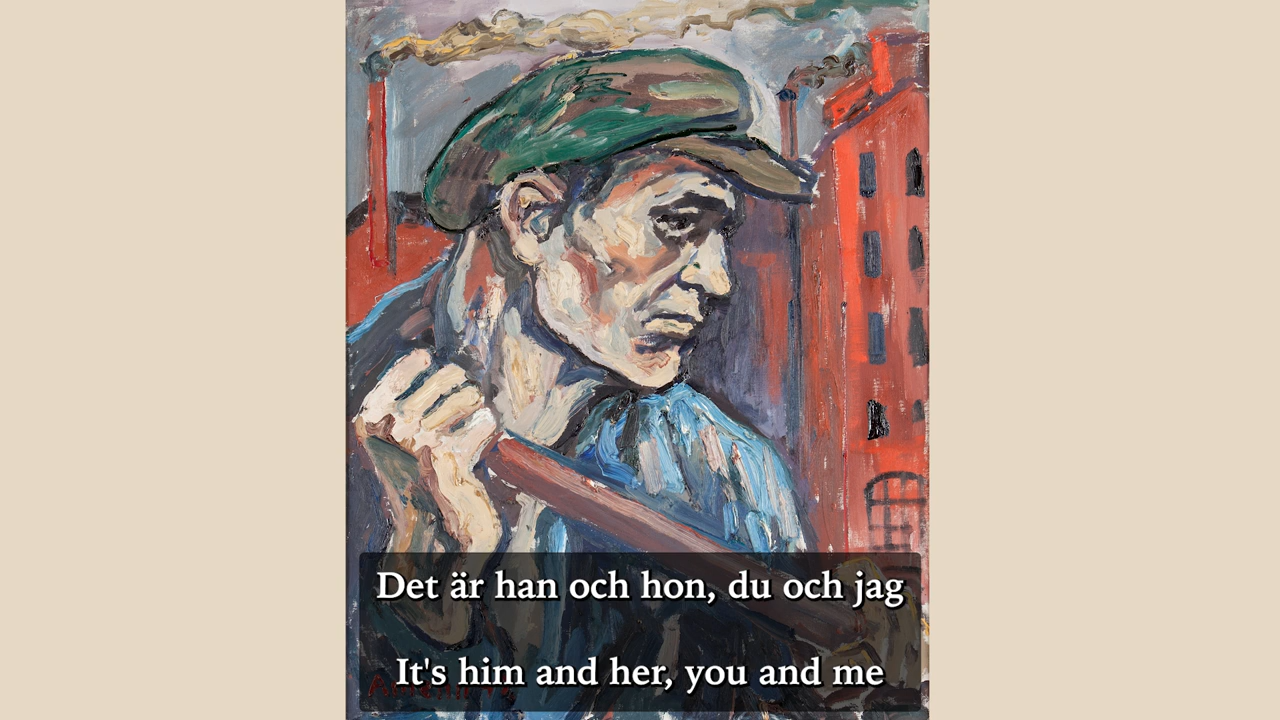 Det är han och hon, du och jag
It's him and her, you and me